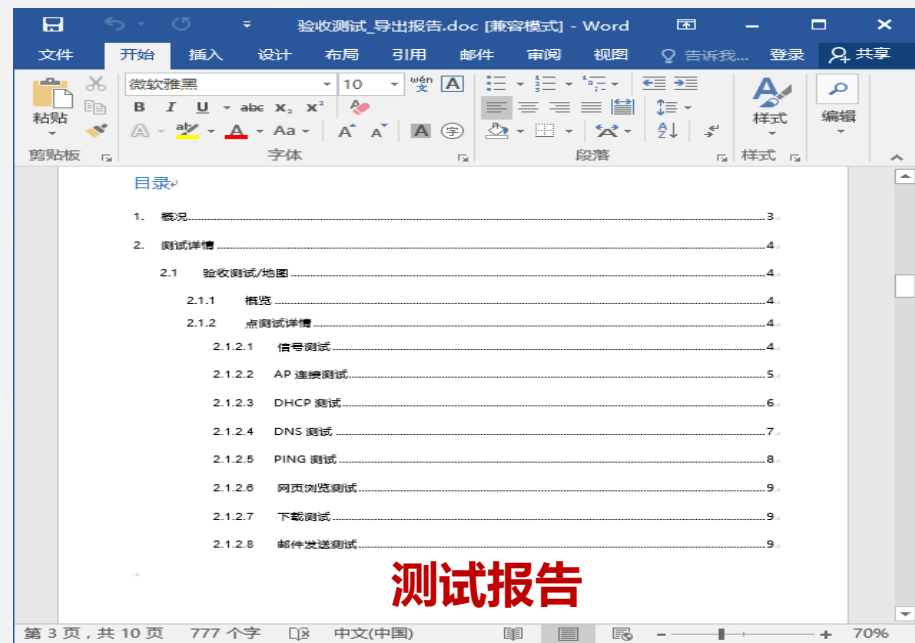 验收测试_导出报告.doc [兼容模式] - Word
文件 开始 插入 设计 布局 引用 邮件 审阅 视图 告诉我... 登录 共享
微软雅黑 10 wén 文 A
B I U abc x₂ x²
A aby A Aa A A A 字
粘贴 样式 编辑
剪贴板 字体 段落 样式
目录
1. 概况 3
2. 测试详情 4
2.1 验收测试/地图 4
2.1.1 概览 4
2.1.2 点测试详情 4
2.1.2.1 信号测试 4
2.1.2.2 AP 连接测试 5
2.1.2.3 DHCP 测试 6
2.1.2.4 DNS 测试 7
2.1.2.5 PING 测试 8
2.1.2.6 网页浏览测试 9
2.1.2.7 下载测试 9
2.1.2.8 邮件发送测试 9
测试报告
第 3 页,共 10 页 777 个字 中文(中国) 70%